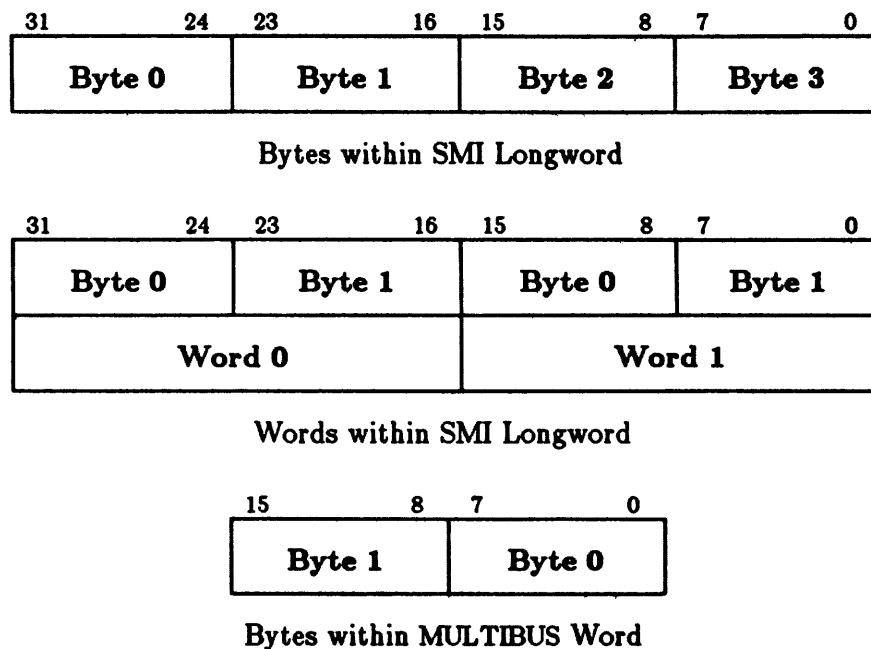 31 24 23 16 15 8 7 0
Byte 0 Byte 1 Byte 2 Byte 3
Bytes within SMI Longword
31 24 23 16 15 8 7 0
Byte 0 Byte 1 Byte 0 Byte 1
Word 0 Word 1
Words within SMI Longword
15 8 7 0
Byte 1 Byte 0
Bytes within MULTIBUS Word